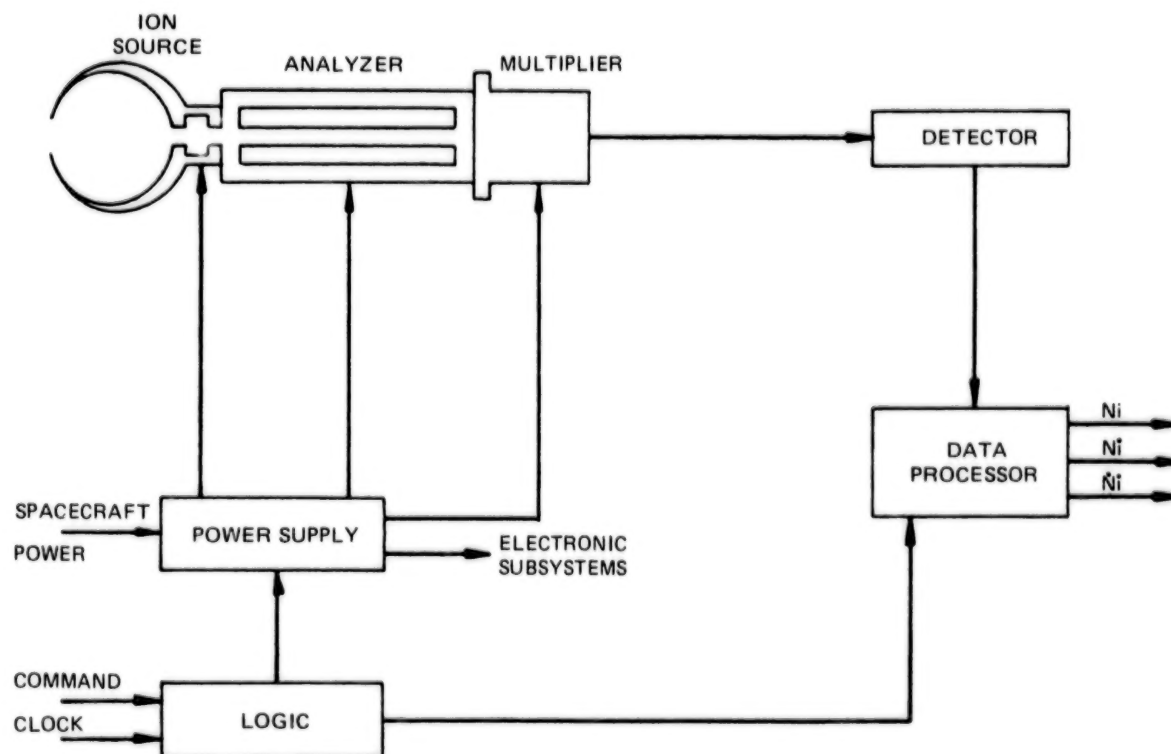 ION
SOURCE
ANALYZER
MULTIPLIER
DETECTOR
DATA
PROCESSOR
Ni
Ni
Ni
SPACECRAFT
POWER
POWER SUPPLY
ELECTRONIC
SUBSYSTEMS
COMMAND
CLOCK
LOGIC